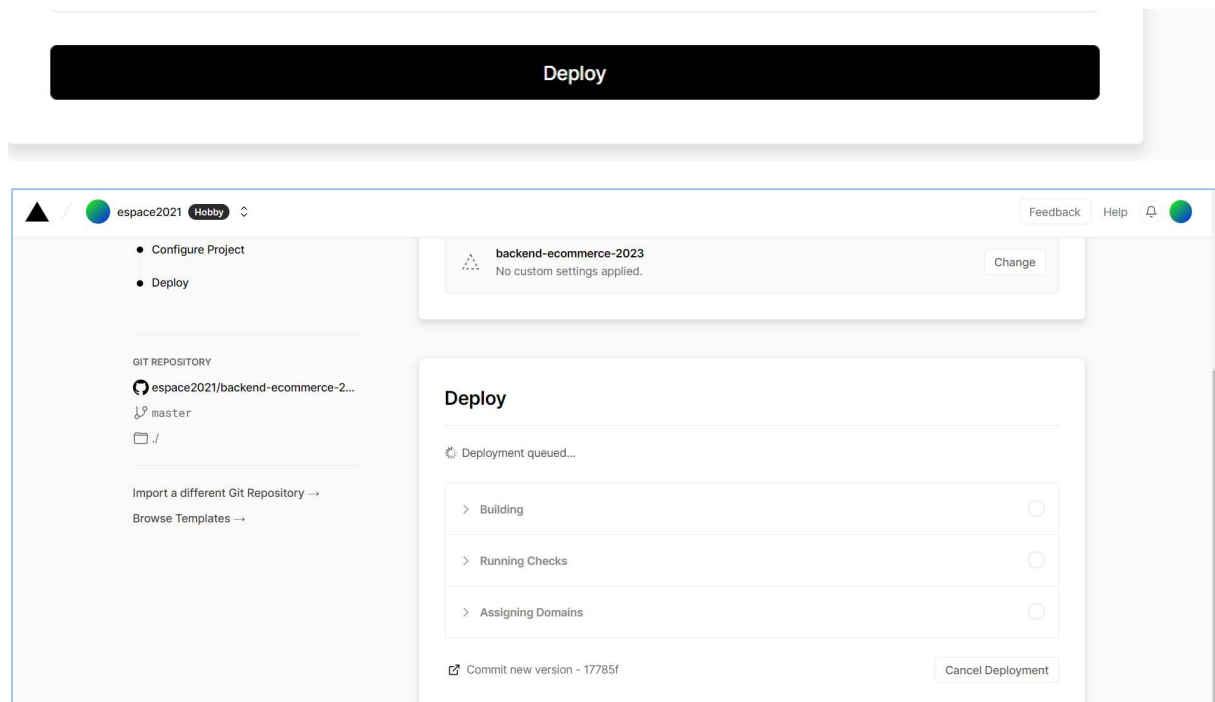 Deploy
espace2021 Hobby
Feedback Help
Configure Project
Deploy
backend-ecommerce-2023
No custom settings applied.
Change
GIT REPOSITORY
espace2021/backend-ecommerce-2...
master
./
Import a different Git Repository →
Browse Templates →
Deploy
Deployment queued...
Building
Running Checks
Assigning Domains
Commit new version - 17785f
Cancel Deployment